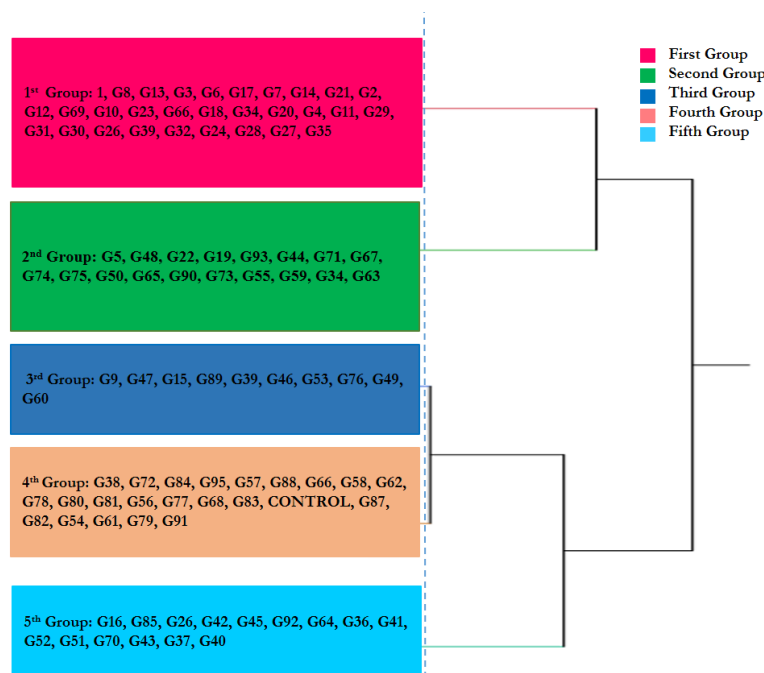 1st Group: 1, G8, G13, G3, G6, G17, G7, G14, G21, G2,
G12, G69, G10, G23, G66, G18, G34, G20, G4, G11, G29,
G31, G30, G26, G39, G32, G24, G28, G27, G35
2nd Group: G5, G48, G22, G19, G93, G44, G71, G67,
G74, G75, G50, G65, G90, G73, G55, G59, G34, G63
3rd Group: G9, G47, G15, G89, G39, G46, G53, G76, G49,
G60
4th Group: G38, G72, G84, G95, G57, G88, G66, G58, G62,
G78, G80, G81, G56, G77, G68, G83, CONTROL, G87,
G82, G54, G61, G79, G91
5th Group: G16, G85, G26, G42, G45, G92, G64, G36, G41,
G52, G51, G70, G43, G37, G40
First Group
Second Group
Third Group
Fourth Group
Fifth Group